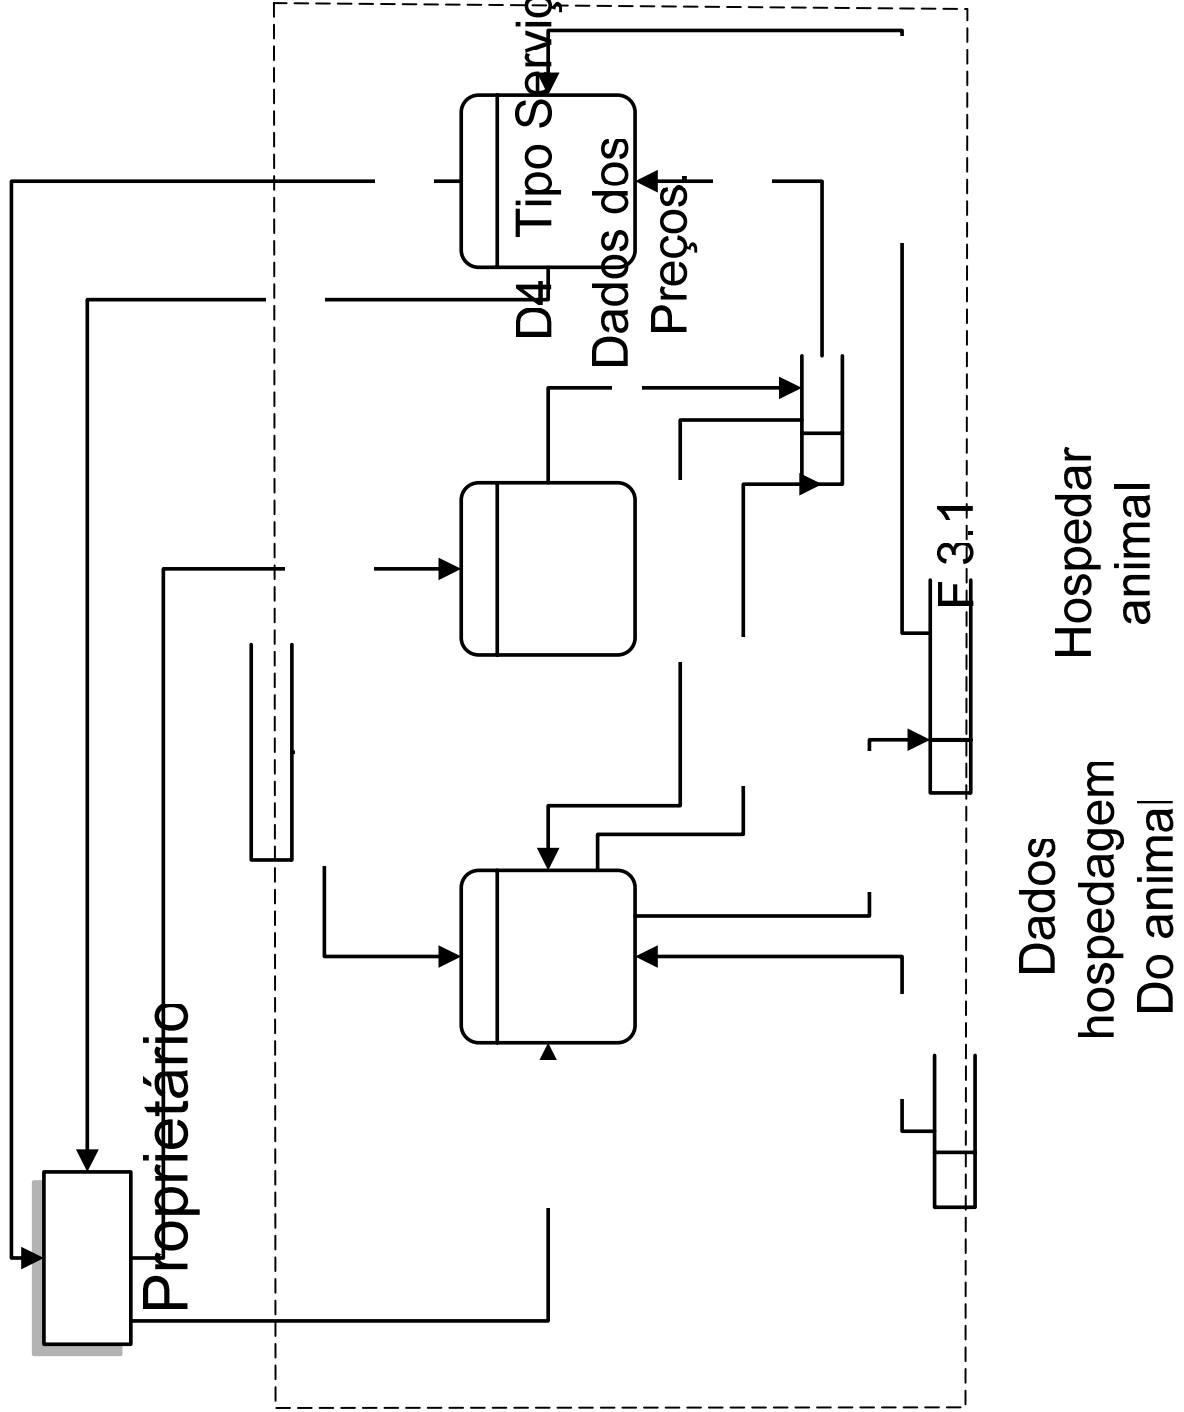 D4 Tipo Serviç
Dados dos
Preços.
Proprietário
E 3.1
Hospedar
animal
Dados
hospedagem
Do animal